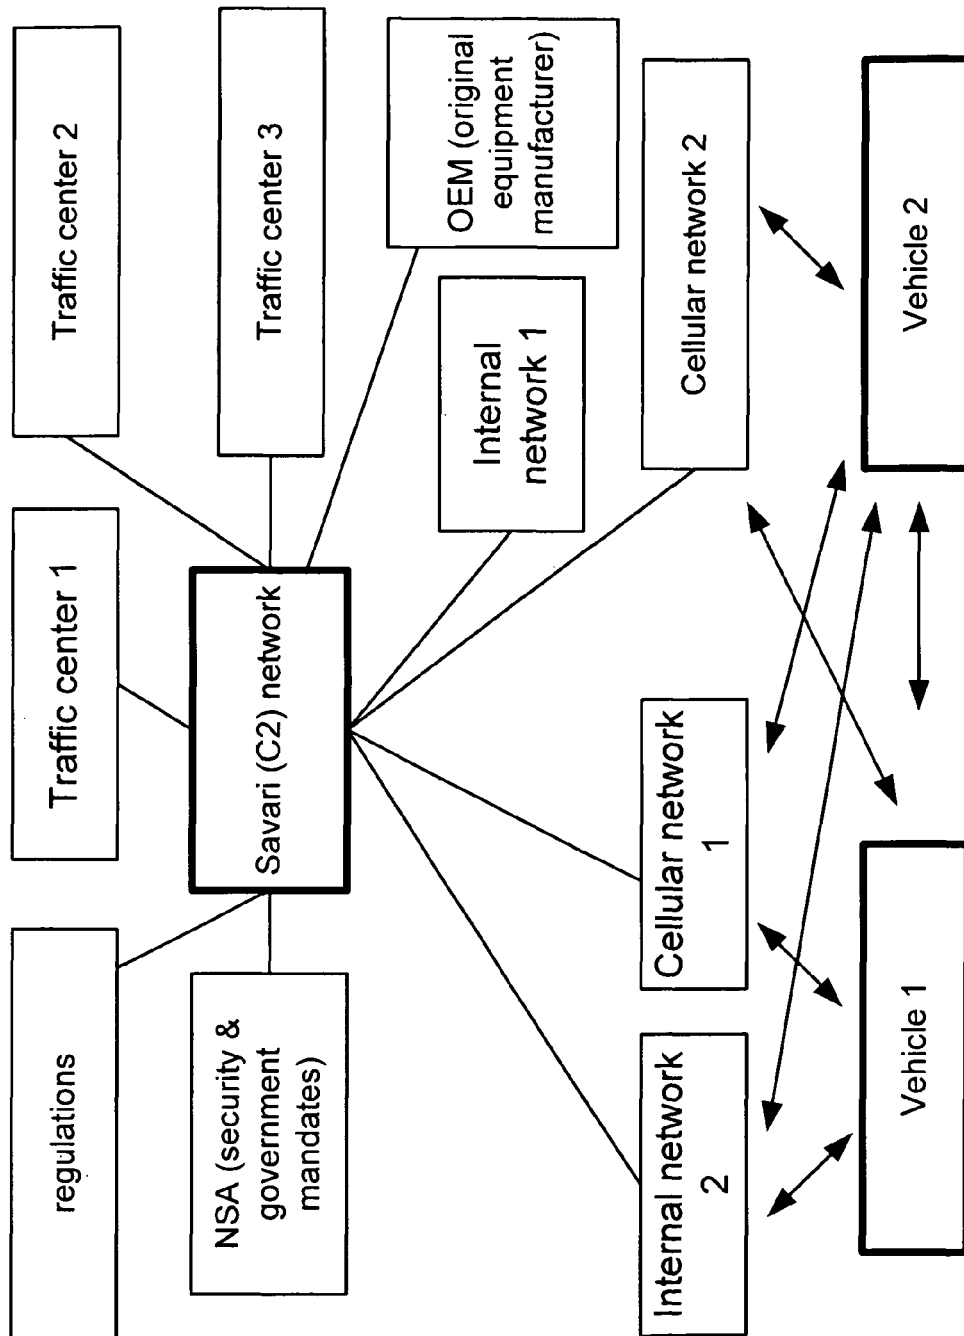 regulations
Traffic center 1
Traffic center 2
NSA (security &
government
mandates)
Savari (C2) network
Traffic center 3
OEM (original
equipment
manufacturer)
Internal
network 1
Internal network
2
Cellular network
1
Cellular network 2
Vehicle 1
Vehicle 2